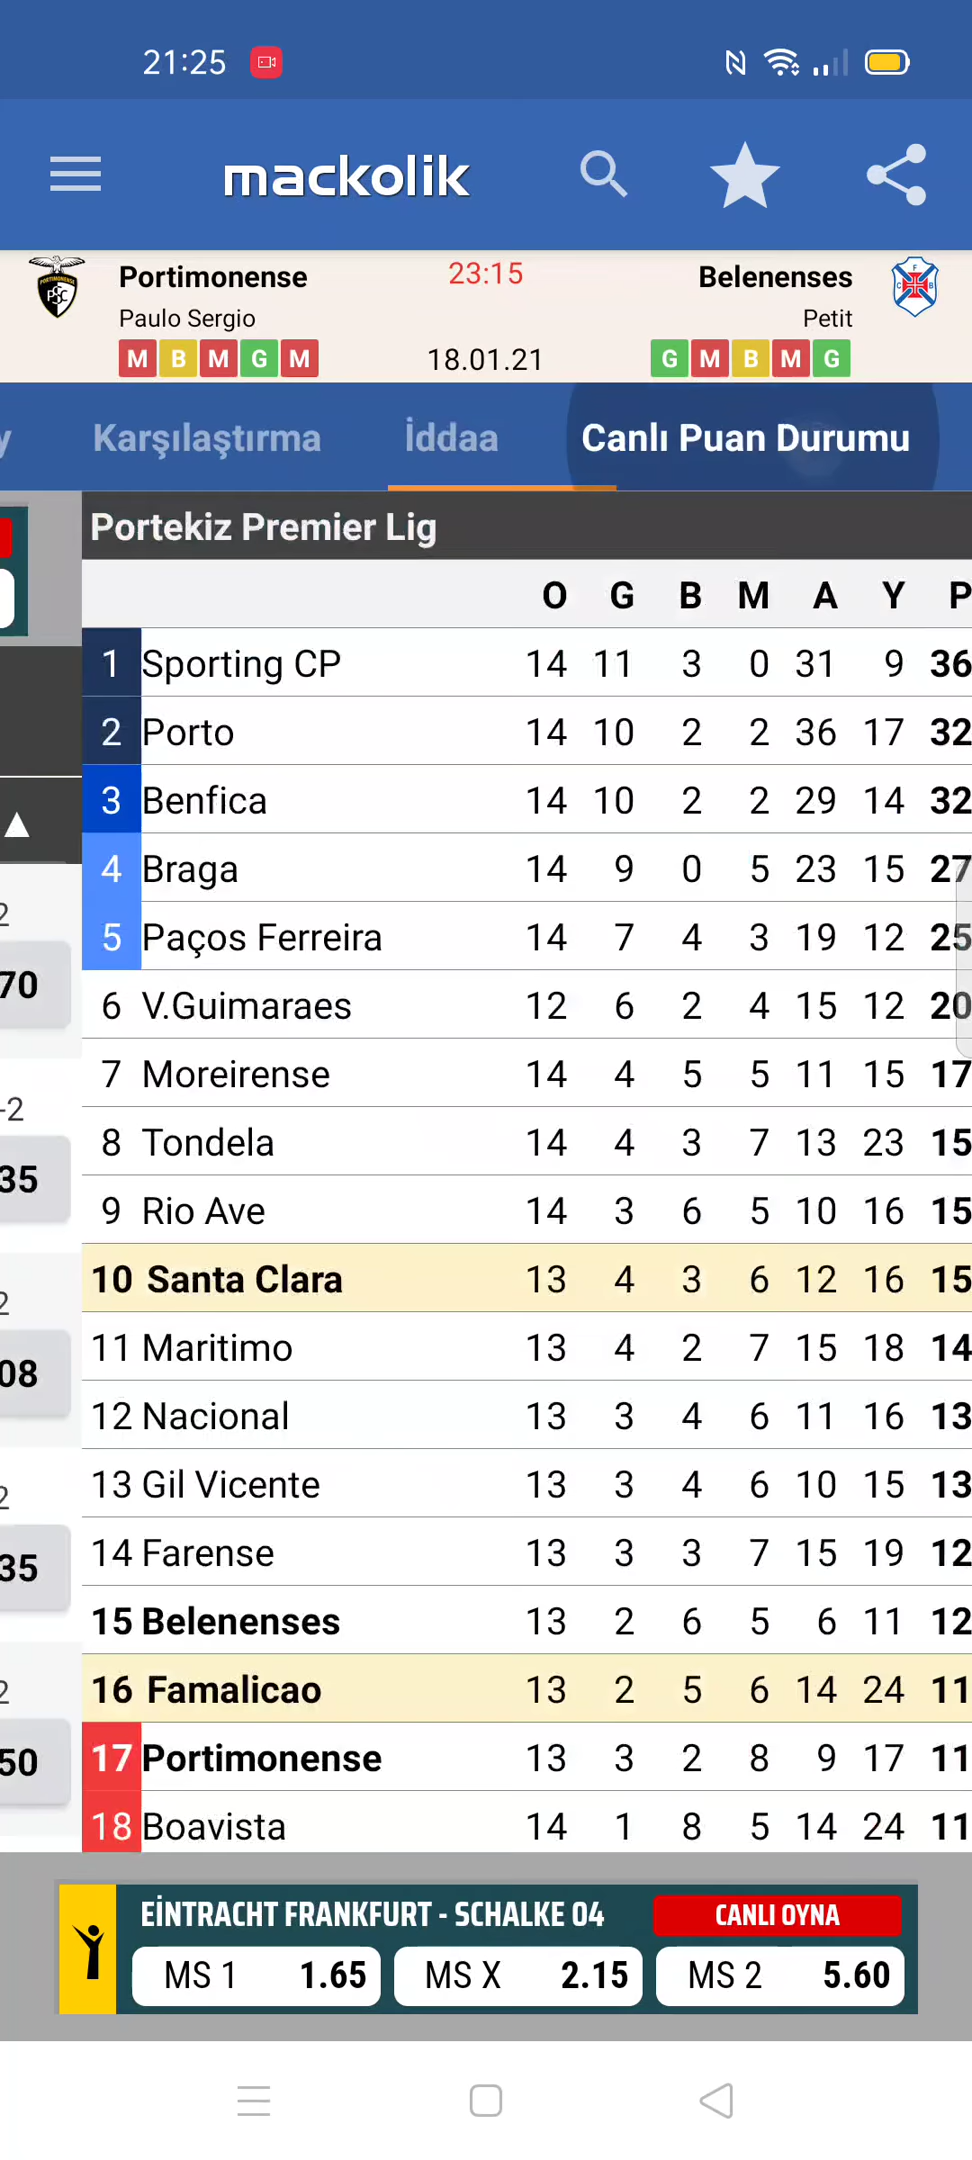 21:25
mackolik
Portimonense 23:15 Belenenses
Paulo Sergio Petit
M B M G M 18.01.21 G M B M G
y Karşılaştırma İddaa Canlı Puan Durumu
Portekiz Premier Lig
O G B M A Y P
1 Sporting CP 14 11 3 0 31 9 36
2 Porto 14 10 2 2 36 17 32
3 Benfica 14 10 2 2 29 14 32
4 Braga 14 9 0 5 23 15 27
5 Paços Ferreira 14 7 4 3 19 12 25
6 V.Guimaraes 12 6 2 4 15 12 20
7 Moreirense 14 4 5 5 11 15 17
8 Tondela 14 4 3 7 13 23 15
9 Rio Ave 14 3 6 5 10 16 15
10 Santa Clara 13 4 3 6 12 16 15
11 Maritimo 13 4 2 7 15 18 14
12 Nacional 13 3 4 6 11 16 13
13 Gil Vicente 13 3 4 6 10 15 13
14 Farense 13 3 3 7 15 19 12
15 Belenenses 13 2 6 5 6 11 12
16 Famalicao 13 2 5 6 14 24 11
17 Portimonense 13 3 2 8 9 17 11
18 Boavista 14 1 8 5 14 24 11
2
70
-2
35
2
08
2
35
2
50
EİNTRACHT FRANKFURT - SCHALKE 04 CANLI OYNA
MS 1 1.65 MS X 2.15 MS 2 5.60